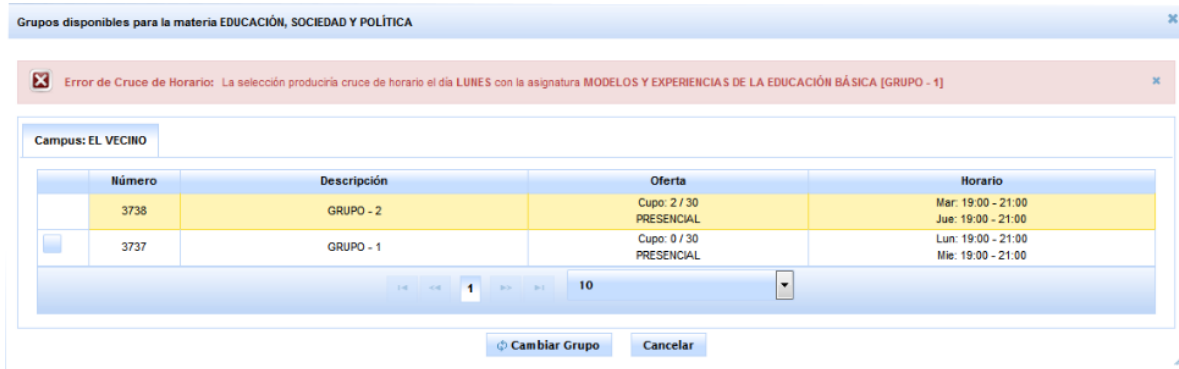 Grupos disponibles para la materia EDUCACIÓN, SOCIEDAD Y POLÍTICA
Error de Cruce de Horario: La selección produciría cruce de horario el día LUNES con la asignatura MODELOS Y EXPERIENCIAS DE LA EDUCACIÓN BÁSICA [GRUPO - 1]
Campus: EL VECINO
Número Descripción Oferta Horario
3738 GRUPO - 2 Cupo: 2 / 30 Mar: 19:00 - 21:00
PRESENCIAL Jue: 19:00 - 21:00
3737 GRUPO - 1 Cupo: 0 / 30 Lun: 19:00 - 21:00
PRESENCIAL Mie: 19:00 - 21:00
1 10
Cambiar Grupo Cancelar